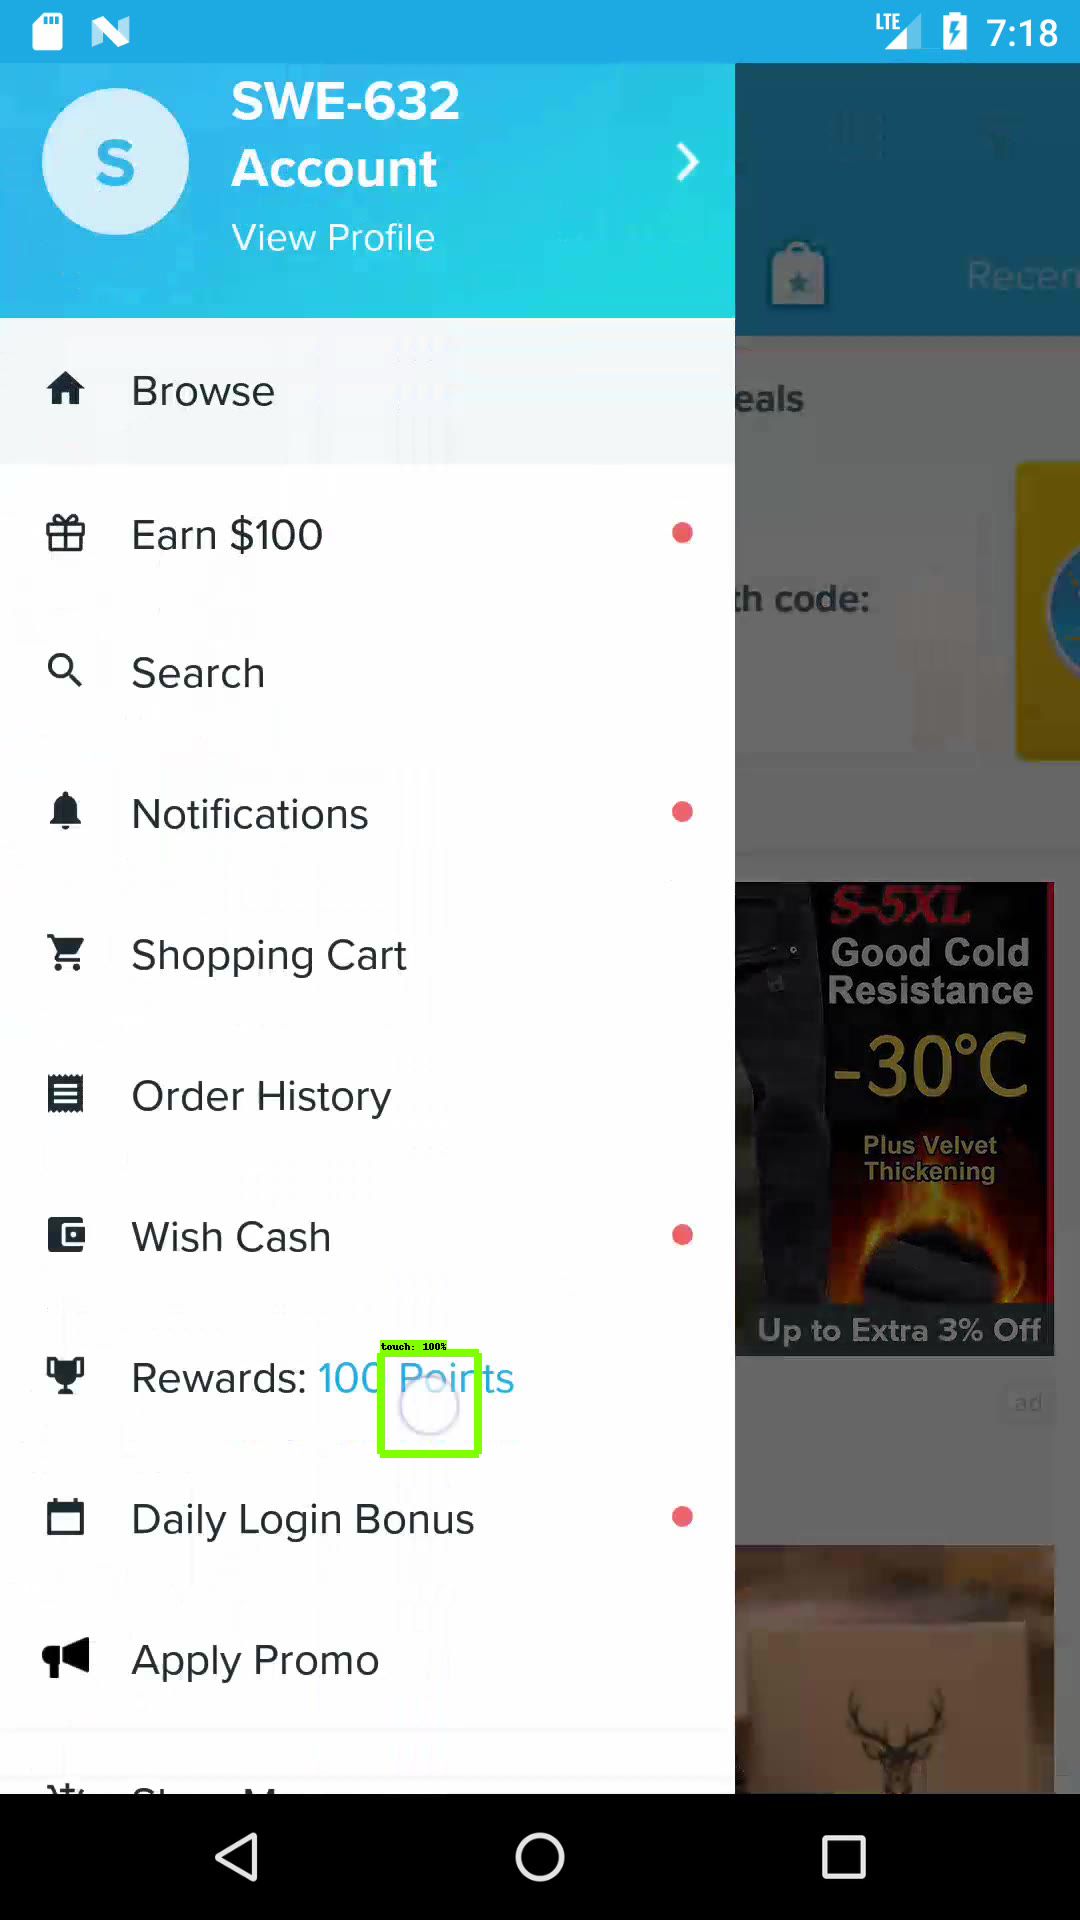 LTE 7:18
SWE-632
Account
View Profile
S
Recen
Browse
eals
Earn $100
th code:
Search
Notifications
S-5XL
Good Cold
Resistance
Shopping Cart
-30°C
Order History
Plus Velvet
Thickening
Wish Cash
Up to Extra 3% Off
touch: 100%
Rewards: 100 Points
ad
Daily Login Bonus
Apply Promo